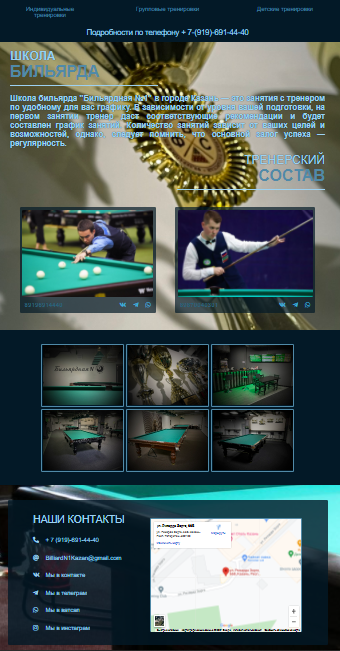 Индивидуальные тренировки
Групповые тренировки
Детские тренировки
Подробности по телефону + 7-(919)-691-44-40
ШКОЛА
БИЛЬЯРДА
Школа бильярда "Бильярдная №1" в городе Казань – это занятия с тренером
по удобному для вас графику. В зависимости от уровня вашей подготовки, на
первом занятии тренер даст соответствующие рекомендации и будет
составлен график занятий. Количество занятий зависит от ваших целей и
возможностей, однако, следует помнить, что основной залог успеха –
регулярность.
ТРЕНЕРСКИЙ
СОСТАВ
НАШИ КОНТАКТЫ
+ 7 (919)-691-44-40
BilliardN1Kazan@gmail.com
Мы в контакте
Мы в телеграм
Мы в ватсап
Мы в инстаграм